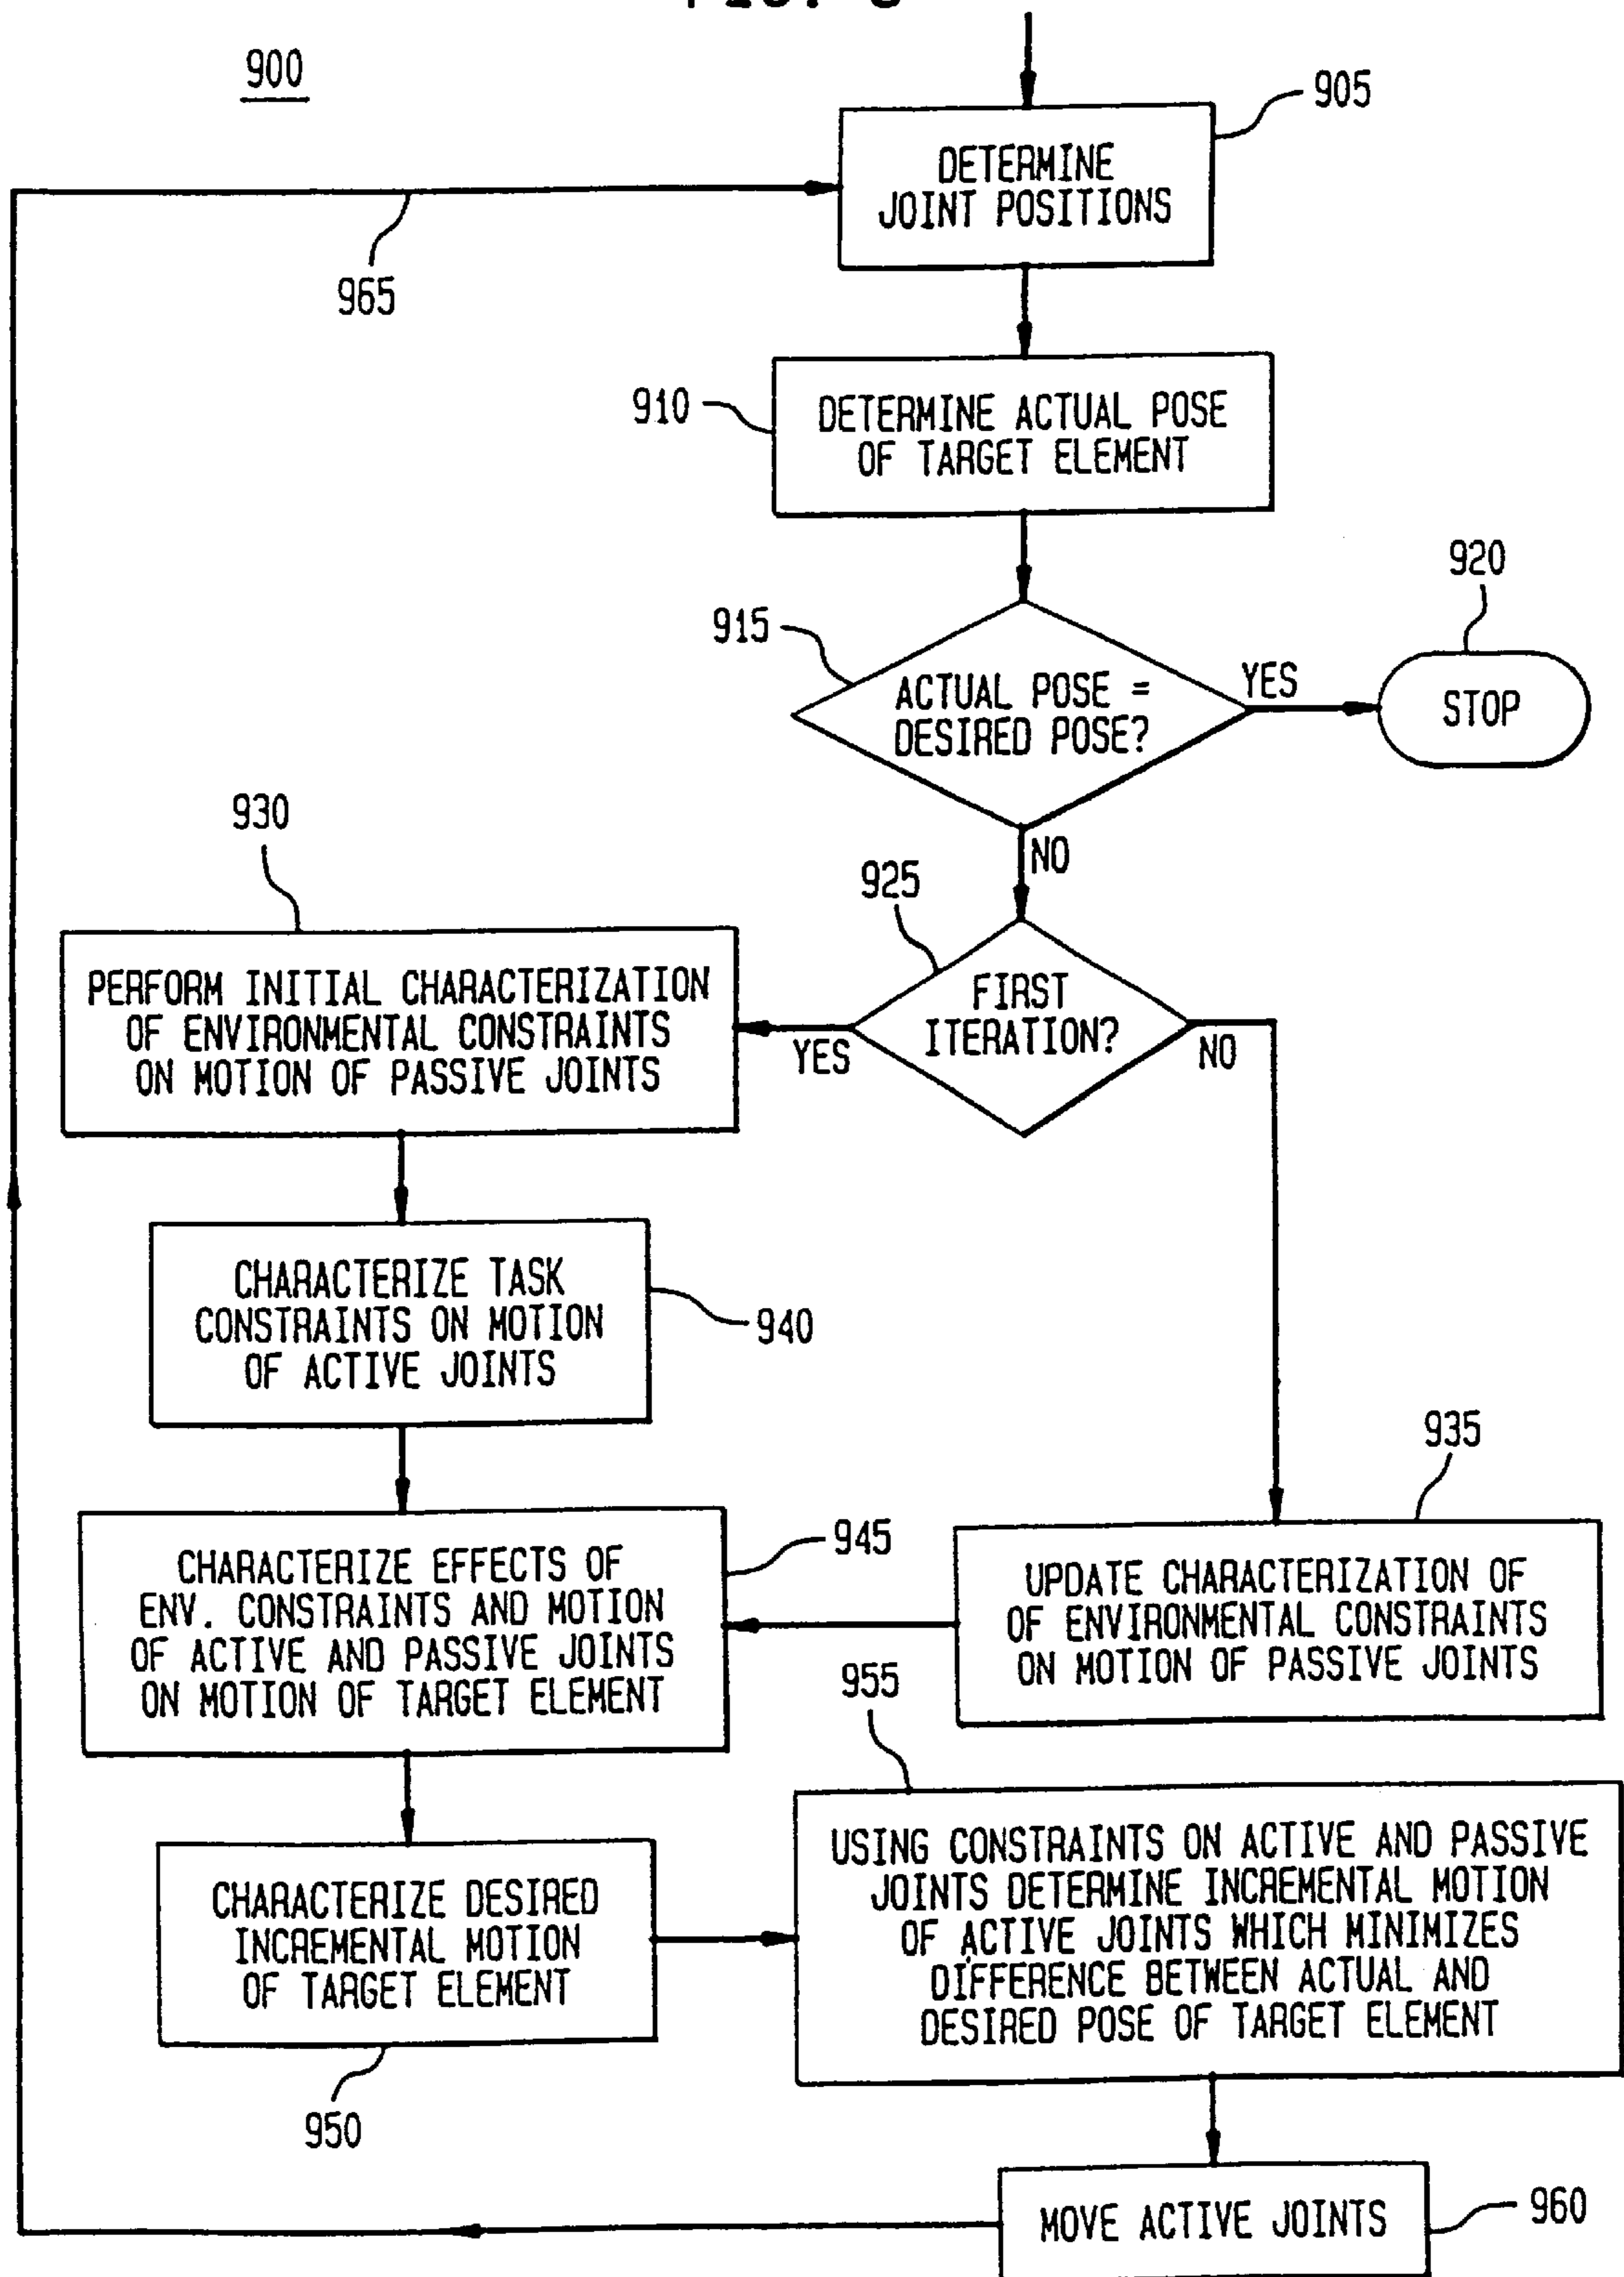 900
905
DETERMINE
JOINT POSITIONS
965
910
DETERMINE ACTUAL POSE
OF TARGET ELEMENT
920
915
ACTUAL POSE =
DESIRED POSE?
YES
STOP
NO
930
925
PERFORM INITIAL CHARACTERIZATION
OF ENVIRONMENTAL CONSTRAINTS
ON MOTION OF PASSIVE JOINTS
FIRST
ITERATION?
YES
NO
CHARACTERIZE TASK
CONSTRAINTS ON MOTION
OF ACTIVE JOINTS
940
935
945
CHARACTERIZE EFFECTS OF
ENV. CONSTRAINTS AND MOTION
OF ACTIVE AND PASSIVE JOINTS
ON MOTION OF TARGET ELEMENT
UPDATE CHARACTERIZATION OF
OF ENVIRONMENTAL CONSTRAINTS
ON MOTION OF PASSIVE JOINTS
955
CHARACTERIZE DESIRED
INCREMENTAL MOTION
OF TARGET ELEMENT
950
USING CONSTRAINTS ON ACTIVE AND PASSIVE
JOINTS DETERMINE INCREMENTAL MOTION
OF ACTIVE JOINTS WHICH MINIMIZES
DIFFERENCE BETWEEN ACTUAL AND
DESIRED POSE OF TARGET ELEMENT
MOVE ACTIVE JOINTS
960